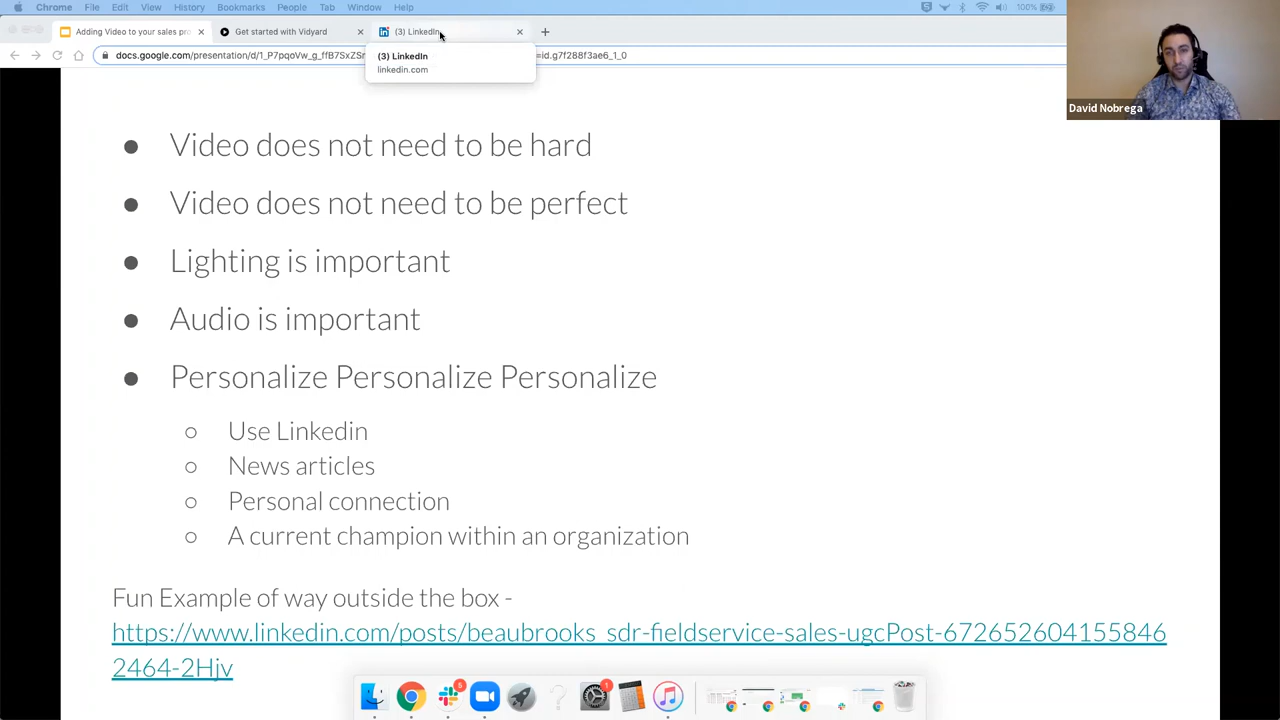 Chrome File Edit View History Bookmarks People Tab Window Help 100%
Adding Video to your sales pro Get started with Vidyard (3) LinkedIn
docs.google.com/presentation/d/1_P7pqoVw_g_ffB7SxZS =id.g7f288f3ae6_1_0
(3) LinkedIn
linkedin.com
David Nobrega
● Video does not need to be hard
● Video does not need to be perfect
● Lighting is important
● Audio is important
● Personalize Personalize Personalize
○ Use Linkedin
○ News articles
○ Personal connection
○ A current champion within an organization
Fun Example of way outside the box -
https://www.linkedin.com/posts/beaubrooks_sdr-fieldservice-sales-ugcPost-672652604155846
2464-2Hjv